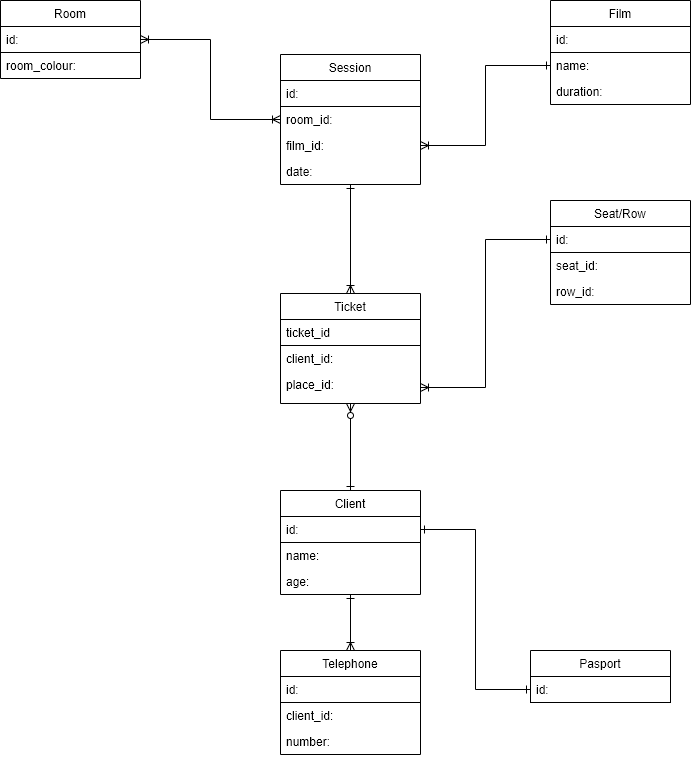 Room
id:
room_colour:
Film
id:
name:
duration:
Session
id:
room_id:
film_id:
date:
Seat/Row
id:
seat_id:
row_id:
Ticket
ticket_id
client_id:
place_id:
Client
id:
name:
age:
Telephone
id:
client_id:
number:
Pasport
id: